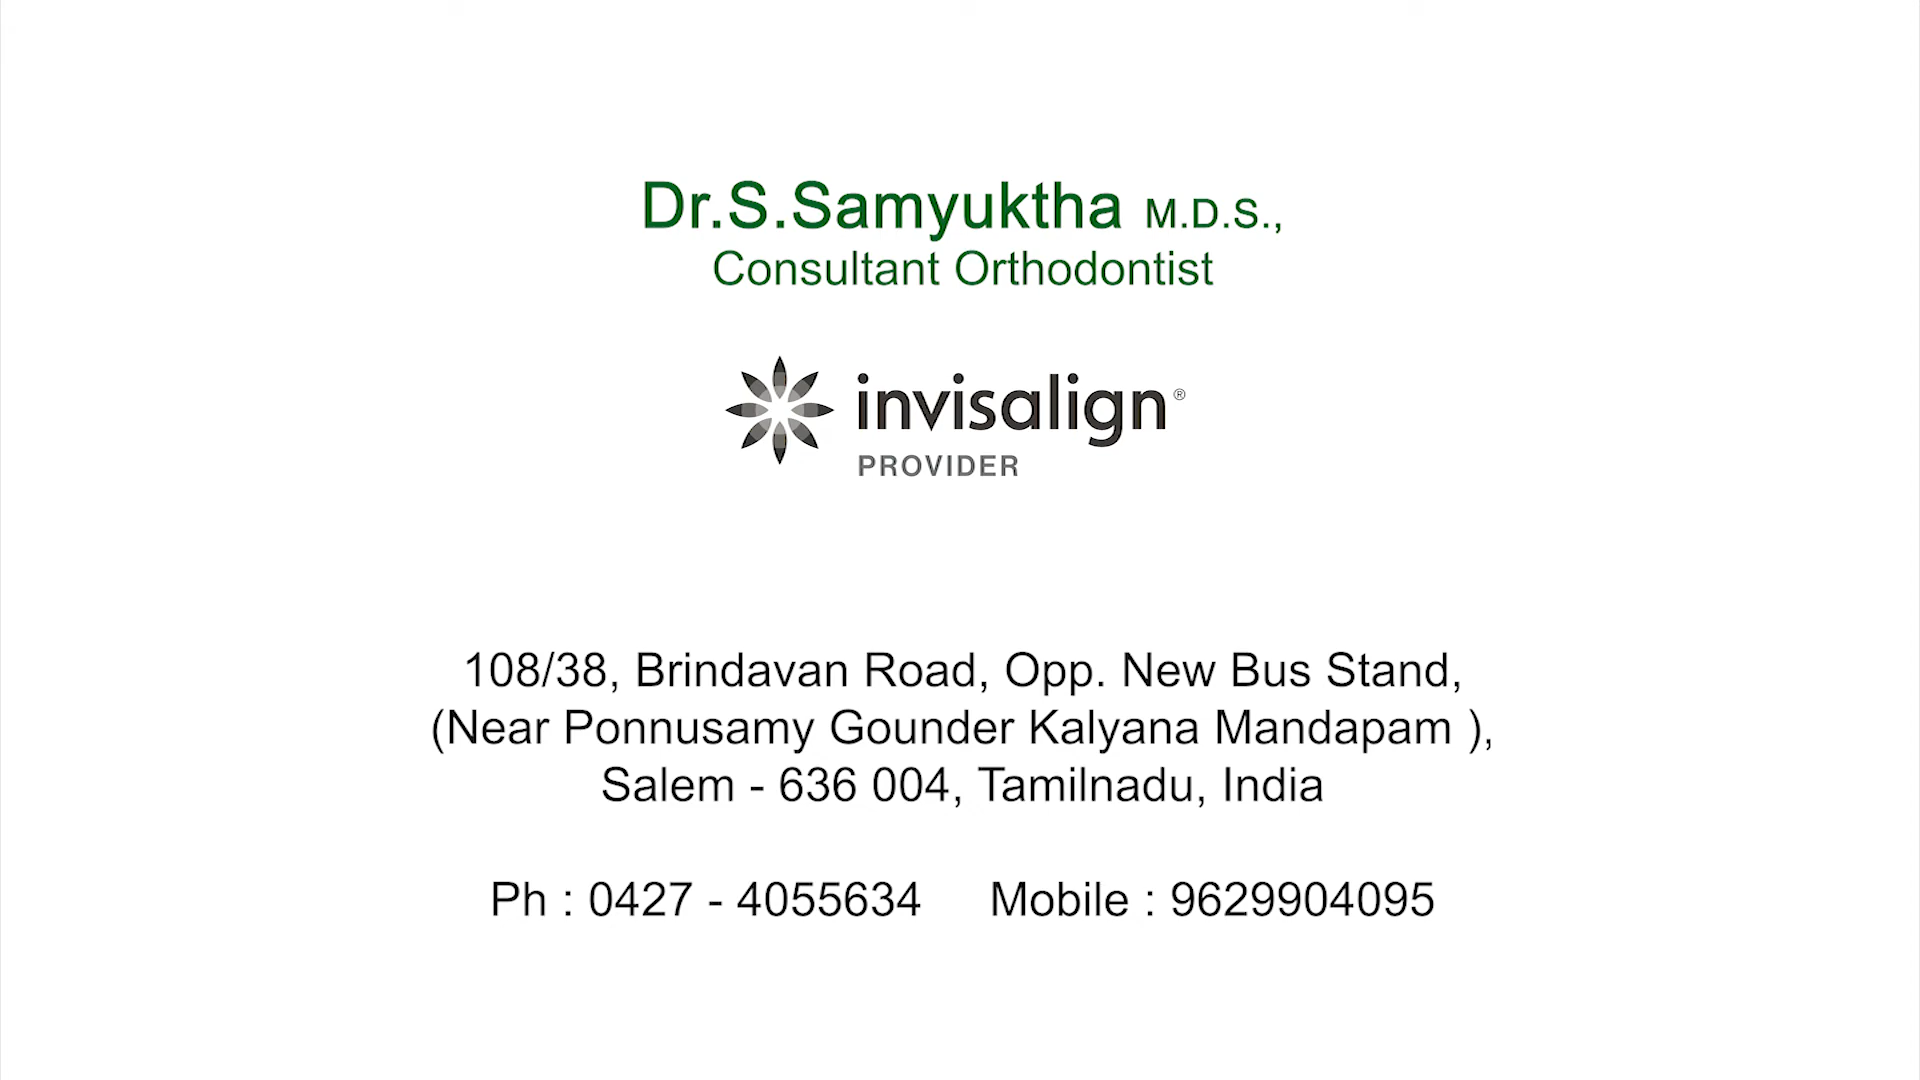 Dr.S.Samyuktha M.D.S.,
Consultant Orthodontist
invisalign®
PROVIDER
108/38, Brindavan Road, Opp. New Bus Stand,
(Near Ponnusamy Gounder Kalyana Mandapam ),
Salem - 636 004, Tamilnadu, India
Ph : 0427 - 4055634 Mobile : 9629904095